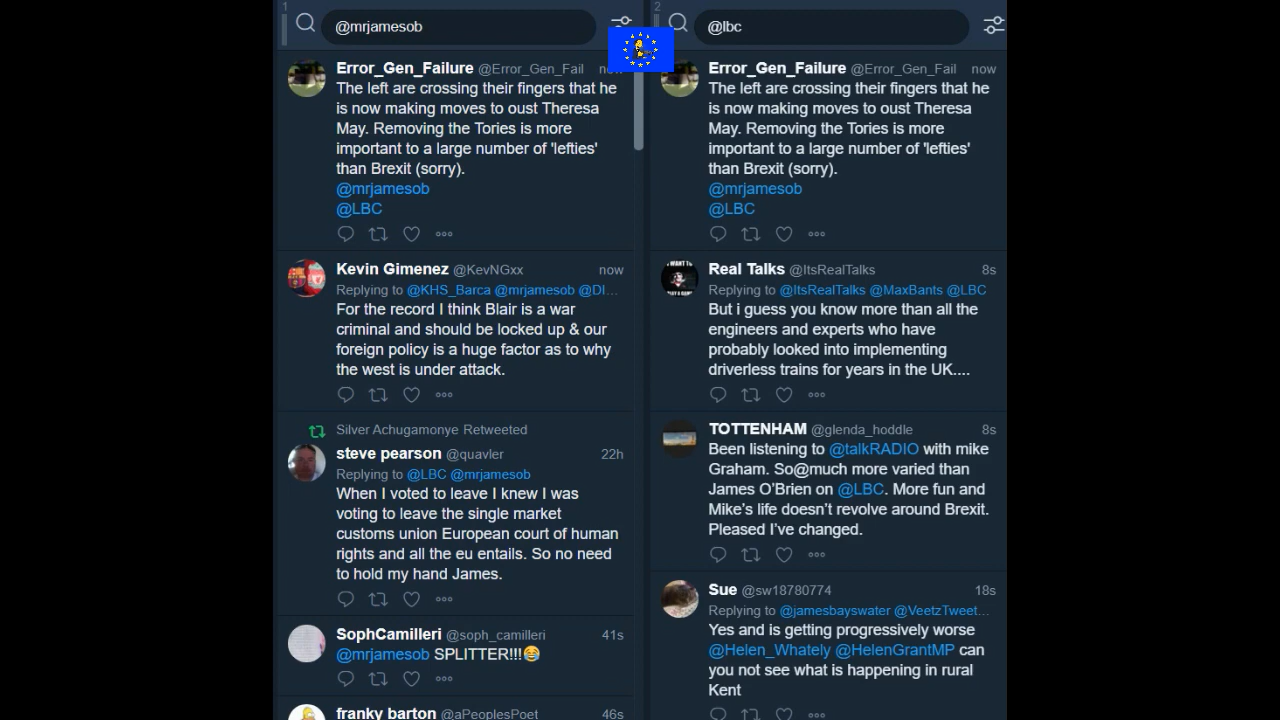 1
@mrjamesob
Error_Gen_Failure @Error_Gen_Fail now
The left are crossing their fingers that he
is now making moves to oust Theresa
May. Removing the Tories is more
important to a large number of 'lefties'
than Brexit (sorry).
@mrjamesob
@LBC
Kevin Gimenez @KevNGxx now
Replying to @KHS_Barca @mrjamesob @DI...
For the record I think Blair is a war
criminal and should be locked up & our
foreign policy is a huge factor as to why
the west is under attack.
Silver Achugamonye Retweeted
steve pearson @quavler 22h
Replying to @LBC @mrjamesob
When I voted to leave I knew I was
voting to leave the single market
customs union European court of human
rights and all the eu entails. So no need
to hold my hand James.
SophCamilleri @soph_camilleri 41s
@mrjamesob SPLITTER!!!😂
franky barton @aPeoplesPoet 46s
2
@lbc
Error_Gen_Failure @Error_Gen_Fail now
The left are crossing their fingers that he
is now making moves to oust Theresa
May. Removing the Tories is more
important to a large number of 'lefties'
than Brexit (sorry).
@mrjamesob
@LBC
Real Talks @ItsRealTalks 8s
Replying to @ItsRealTalks @MaxBants @LBC
But i guess you know more than all the
engineers and experts who have
probably looked into implementing
driverless trains for years in the UK....
TOTTENHAM @glenda_hoddle 8s
Been listening to @talkRADIO with mike
Graham. So@much more varied than
James O’Brien on @LBC. More fun and
Mike’s life doesn’t revolve around Brexit.
Pleased I’ve changed.
Sue @sw18780774 18s
Replying to @jamesbayswater @VeetzTweet...
Yes and is getting progressively worse
@Helen_Whately @HelenGrantMP can
you not see what is happening in rural
Kent